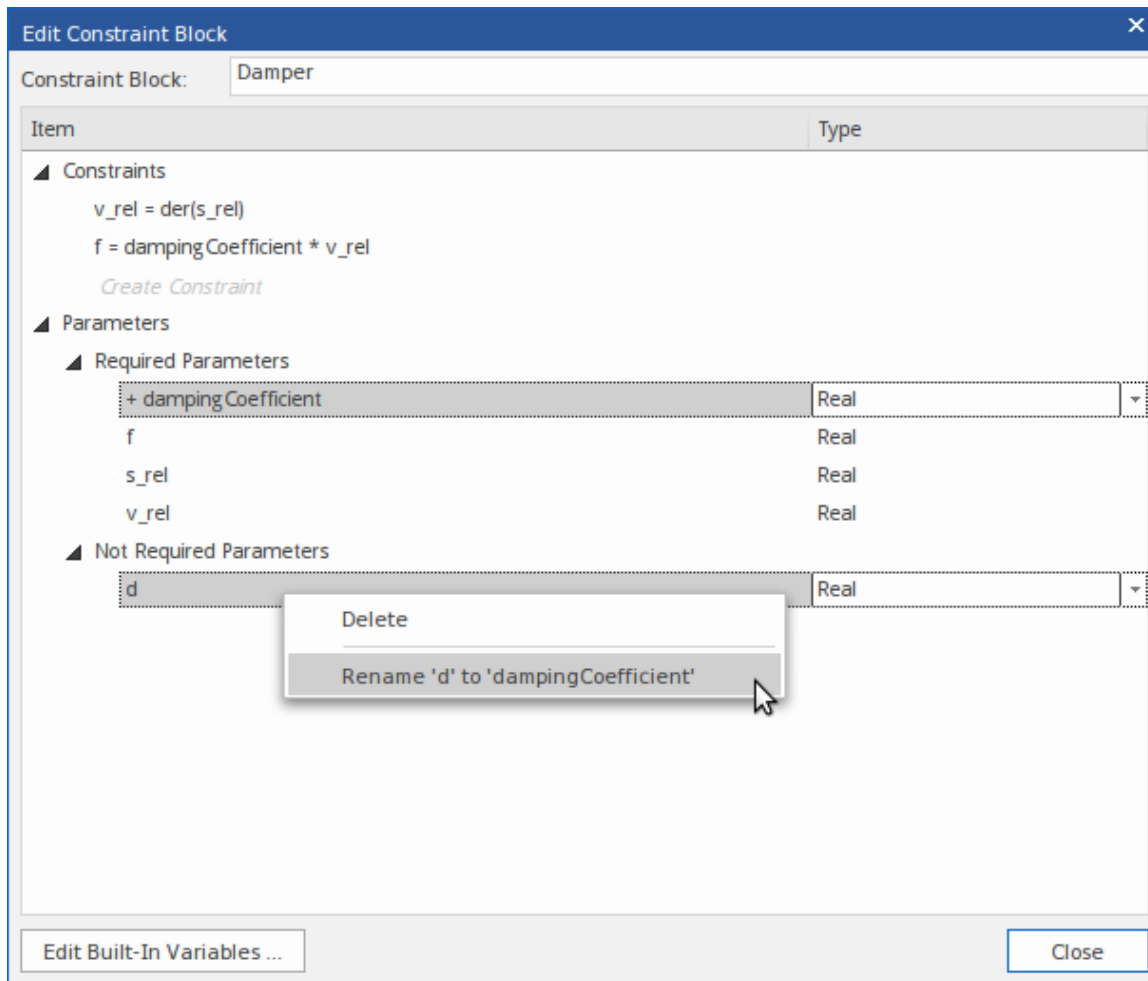 Edit Constraint Block
Constraint Block: Damper
Item Type
Constraints
v_rel = der(s_rel)
f = dampingCoefficient * v_rel
Create Constraint
Parameters
Required Parameters
+ dampingCoefficient Real
f Real
s_rel Real
v_rel Real
Not Required Parameters
d Real
Delete
Rename 'd' to 'dampingCoefficient'
Edit Built-In Variables ... Close